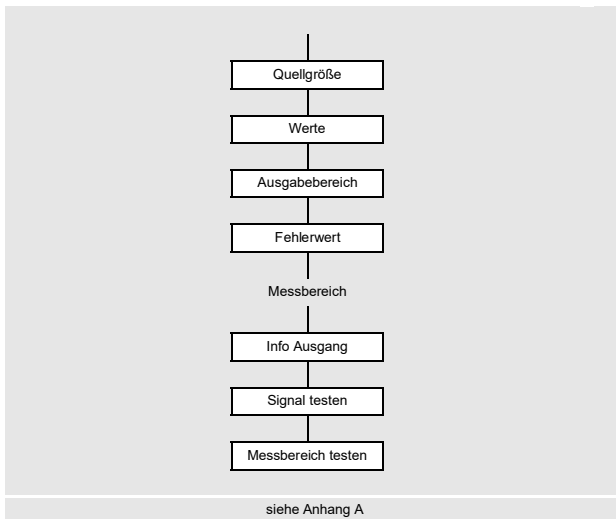 Quellgröße
Werte
Ausgabebereich
Fehlerwert
Messbereich
Info Ausgang
Signal testen
Messbereich testen
siehe Anhang A